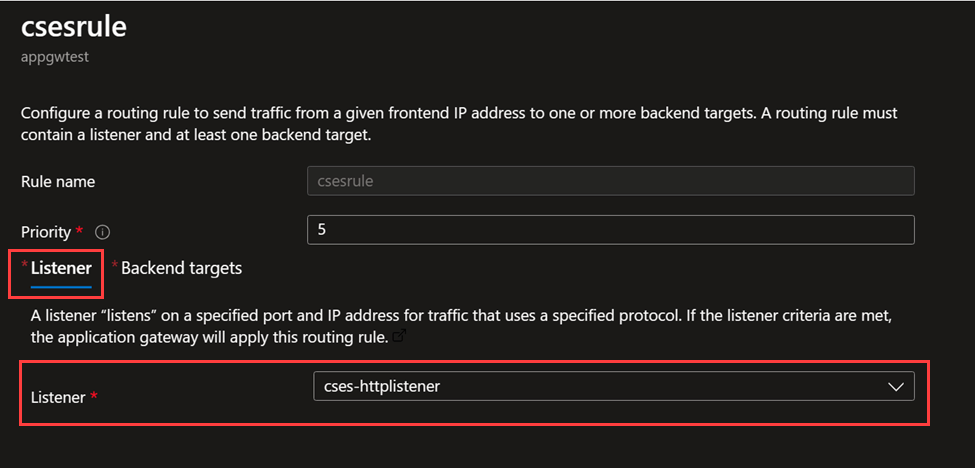 csesrule
appgwtest
Configure a routing rule to send traffic from a given frontend IP address to one or more backend targets. A routing rule must
contain a listener and at least one backend target.
Rule name csesrule
Priority * 5
*Listener *Backend targets
A listener “listens” on a specified port and IP address for traffic that uses a specified protocol. If the listener criteria are met,
the application gateway will apply this routing rule.
Listener * cses-httplistener